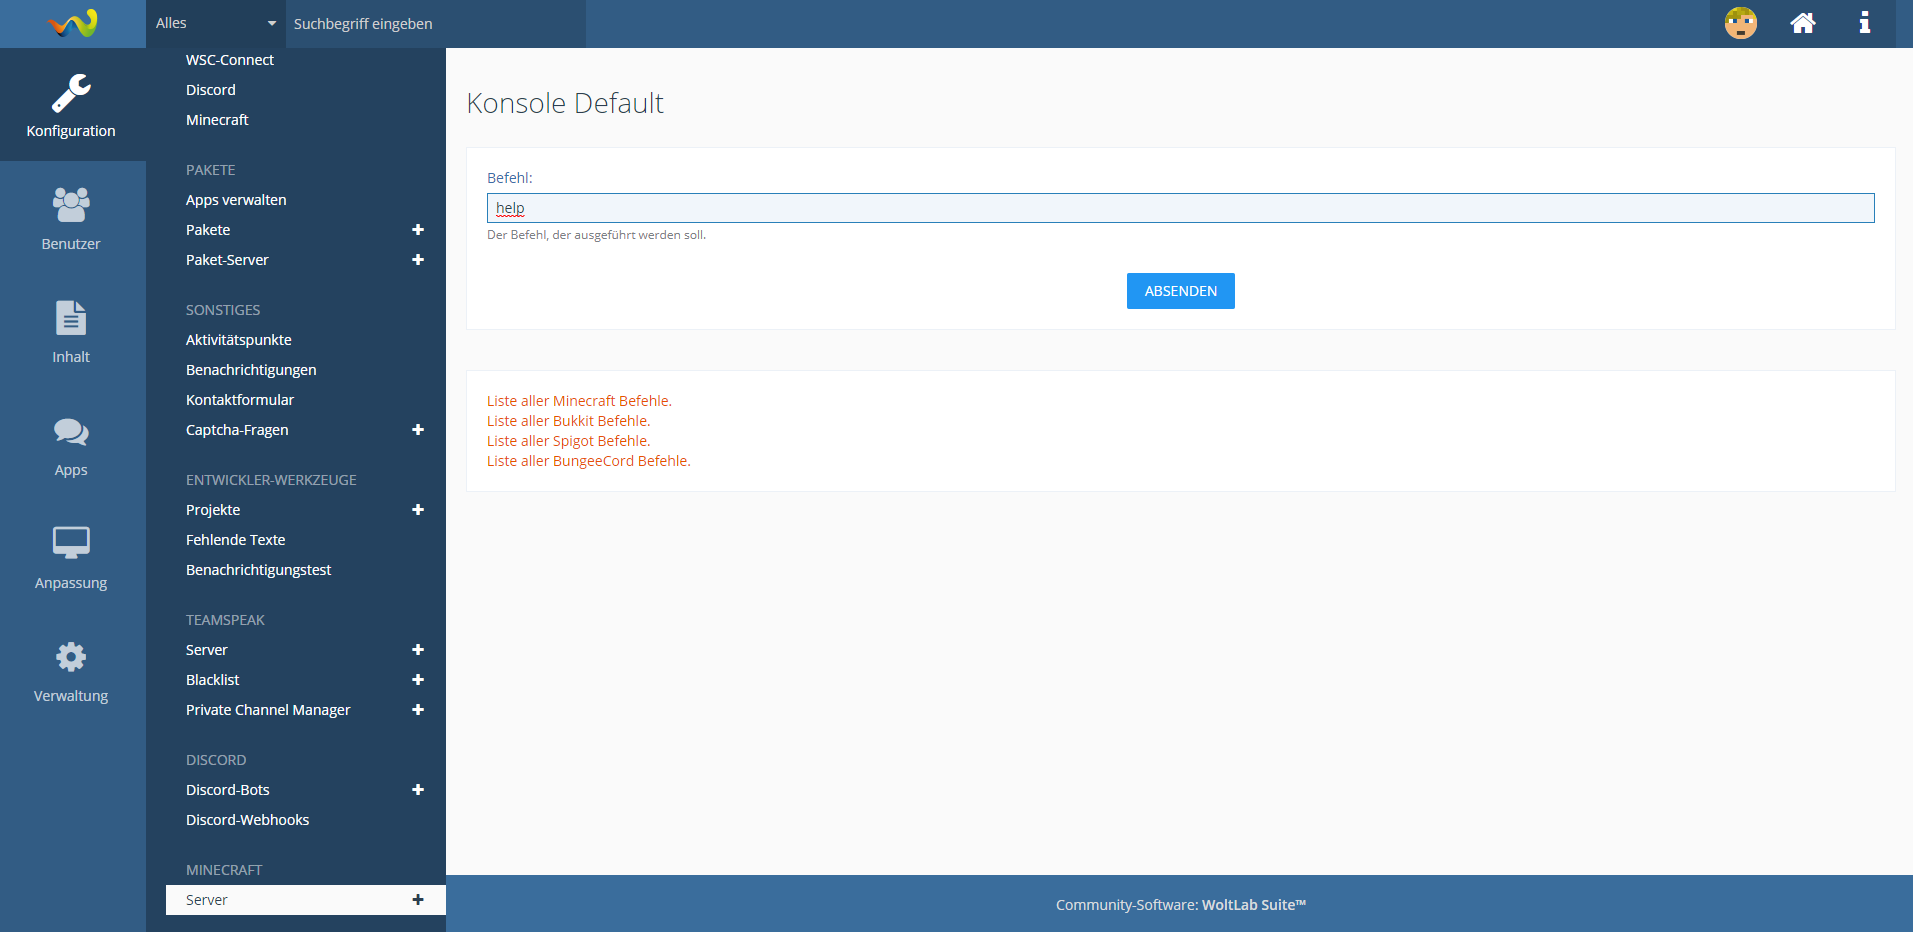 Alles
Suchbegriff eingeben
Konfiguration
Benutzer
Inhalt
Apps
Anpassung
Verwaltung
WSC-Connect
Discord
Minecraft
PAKETE
Apps verwalten
Pakete
Paket-Server
SONSTIGES
Aktivitätspunkte
Benachrichtigungen
Kontaktformular
Captcha-Fragen
ENTWICKLER-WERKZEUGE
Projekte
Fehlende Texte
Benachrichtigungstest
TEAMSPEAK
Server
Blacklist
Private Channel Manager
DISCORD
Discord-Bots
Discord-Webhooks
MINECRAFT
Server
Konsole Default
Befehl:
help
Der Befehl, der ausgeführt werden soll.
ABSENDEN
Liste aller Minecraft Befehle.
Liste aller Bukkit Befehle.
Liste aller Spigot Befehle.
Liste aller BungeeCord Befehle.
Community-Software: WoltLab Suite™